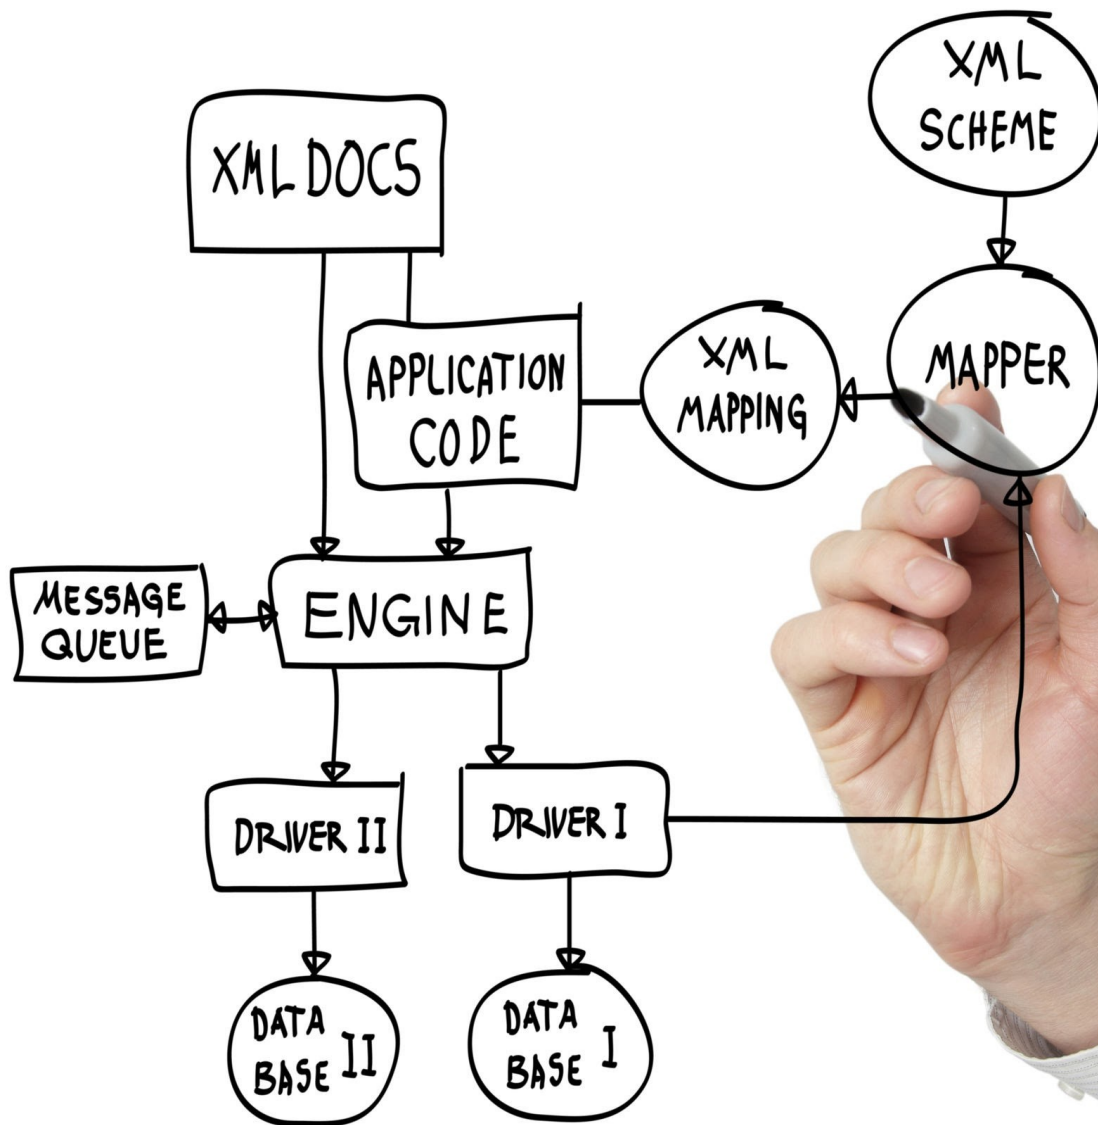 XML
SCHEME
XML DOCS
MAPPER
XML
MAPPING
APPLICATION
CODE
MESSAGE
QUEUE
ENGINE
DRIVER II
DRIVER I
DATA
BASE II
DATA
BASE I